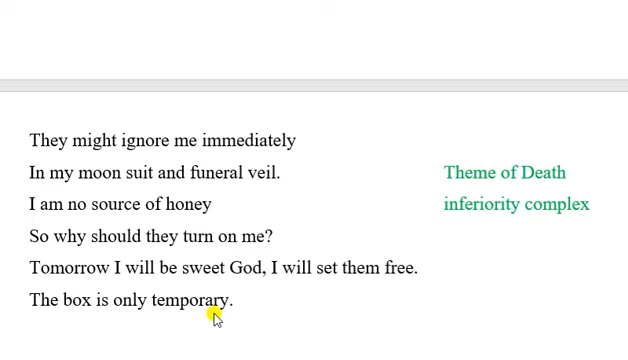 They might ignore me immediately
In my moon suit and funeral veil. Theme of Death
I am no source of honey inferiority complex
So why should they turn on me?
Tomorrow I will be sweet God, I will set them free.
The box is only temporary.